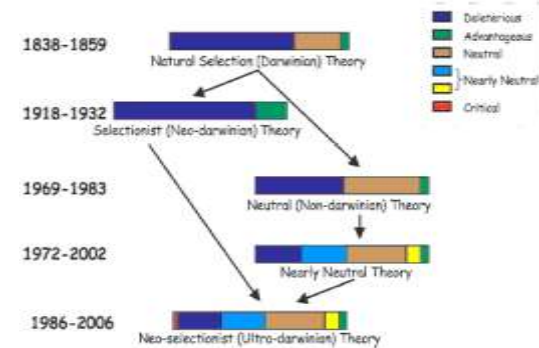 1838-1859
Natural Selection [Darwinian] Theory
1918-1932
Selectionist (Neo-darwinian) Theory
1969-1983
Neutral (Non-darwinian) Theory
1972-2002
Nearly Neutral Theory
1986-2006
Neo-selectionist (Ultra-darwinian) Theory
Deleterious
Advantageous
Neutral
Nearly Neutral
Critical